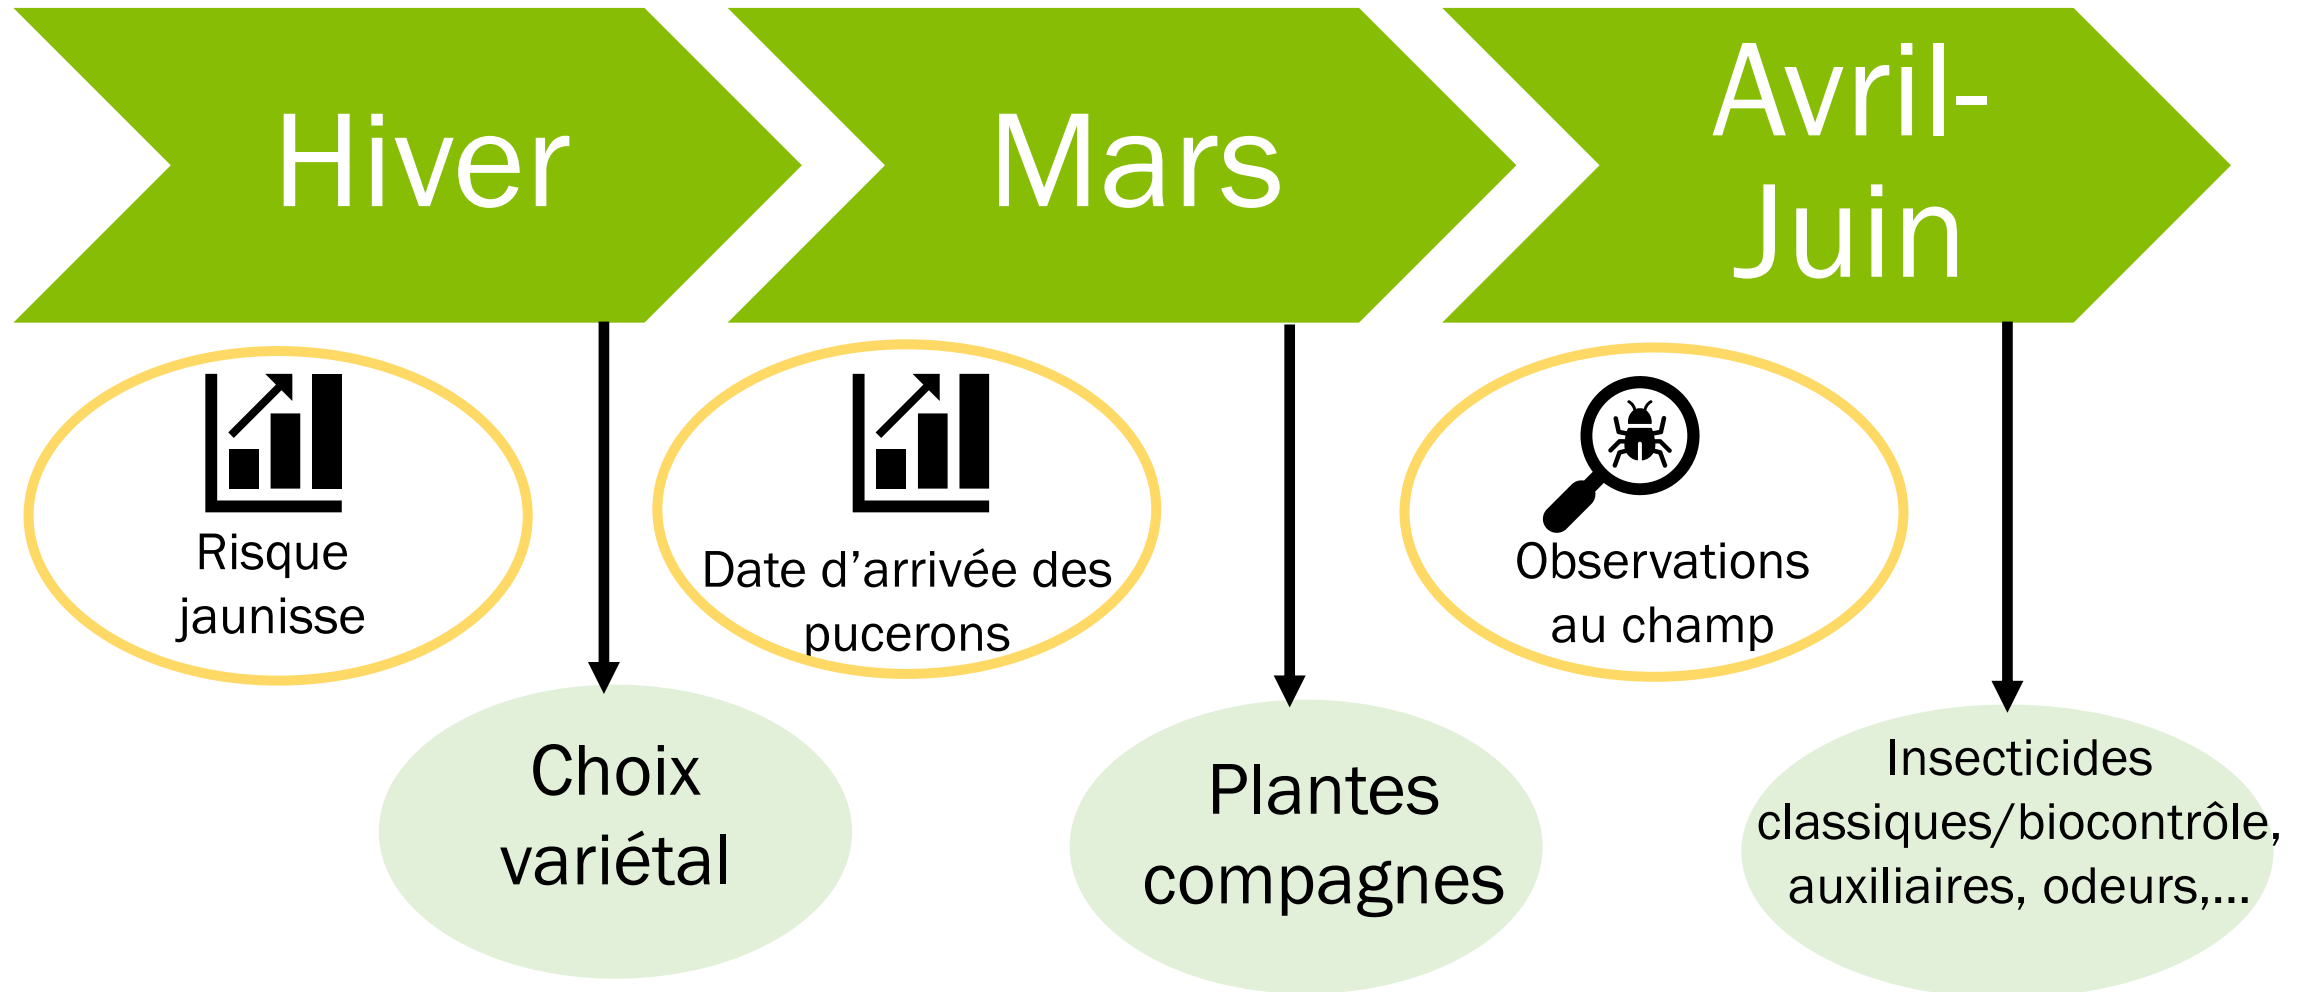 Hiver
Mars
Avril-
Juin
Risque
jaunisse
Date d’arrivée des
pucerons
Observations
au champ
Choix
variétal
Plantes
compagnes
Insecticides
classiques/biocontrôle,
auxiliaires, odeurs,...